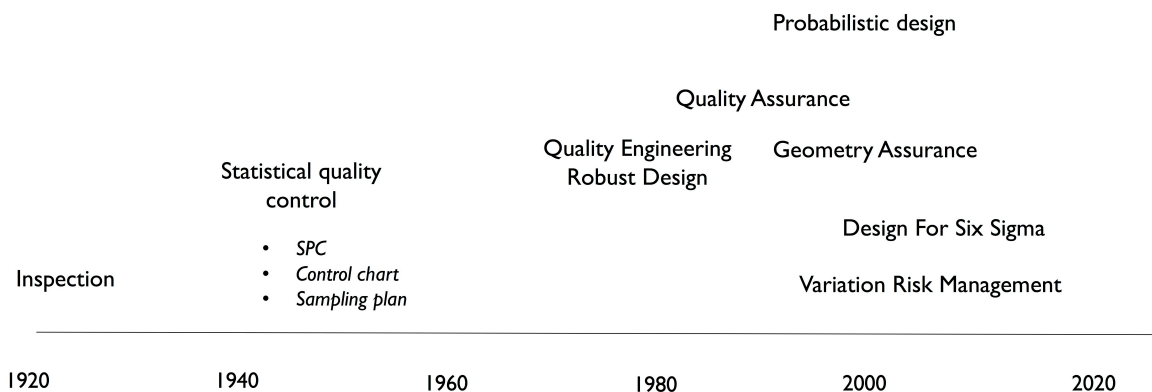 Probabilistic design
Quality Assurance
Quality Engineering
Robust Design
Geometry Assurance
Statistical quality
control
• SPC
• Control chart
• Sampling plan
Design For Six Sigma
Inspection
Variation Risk Management
1920 1940 1960 1980 2000 2020